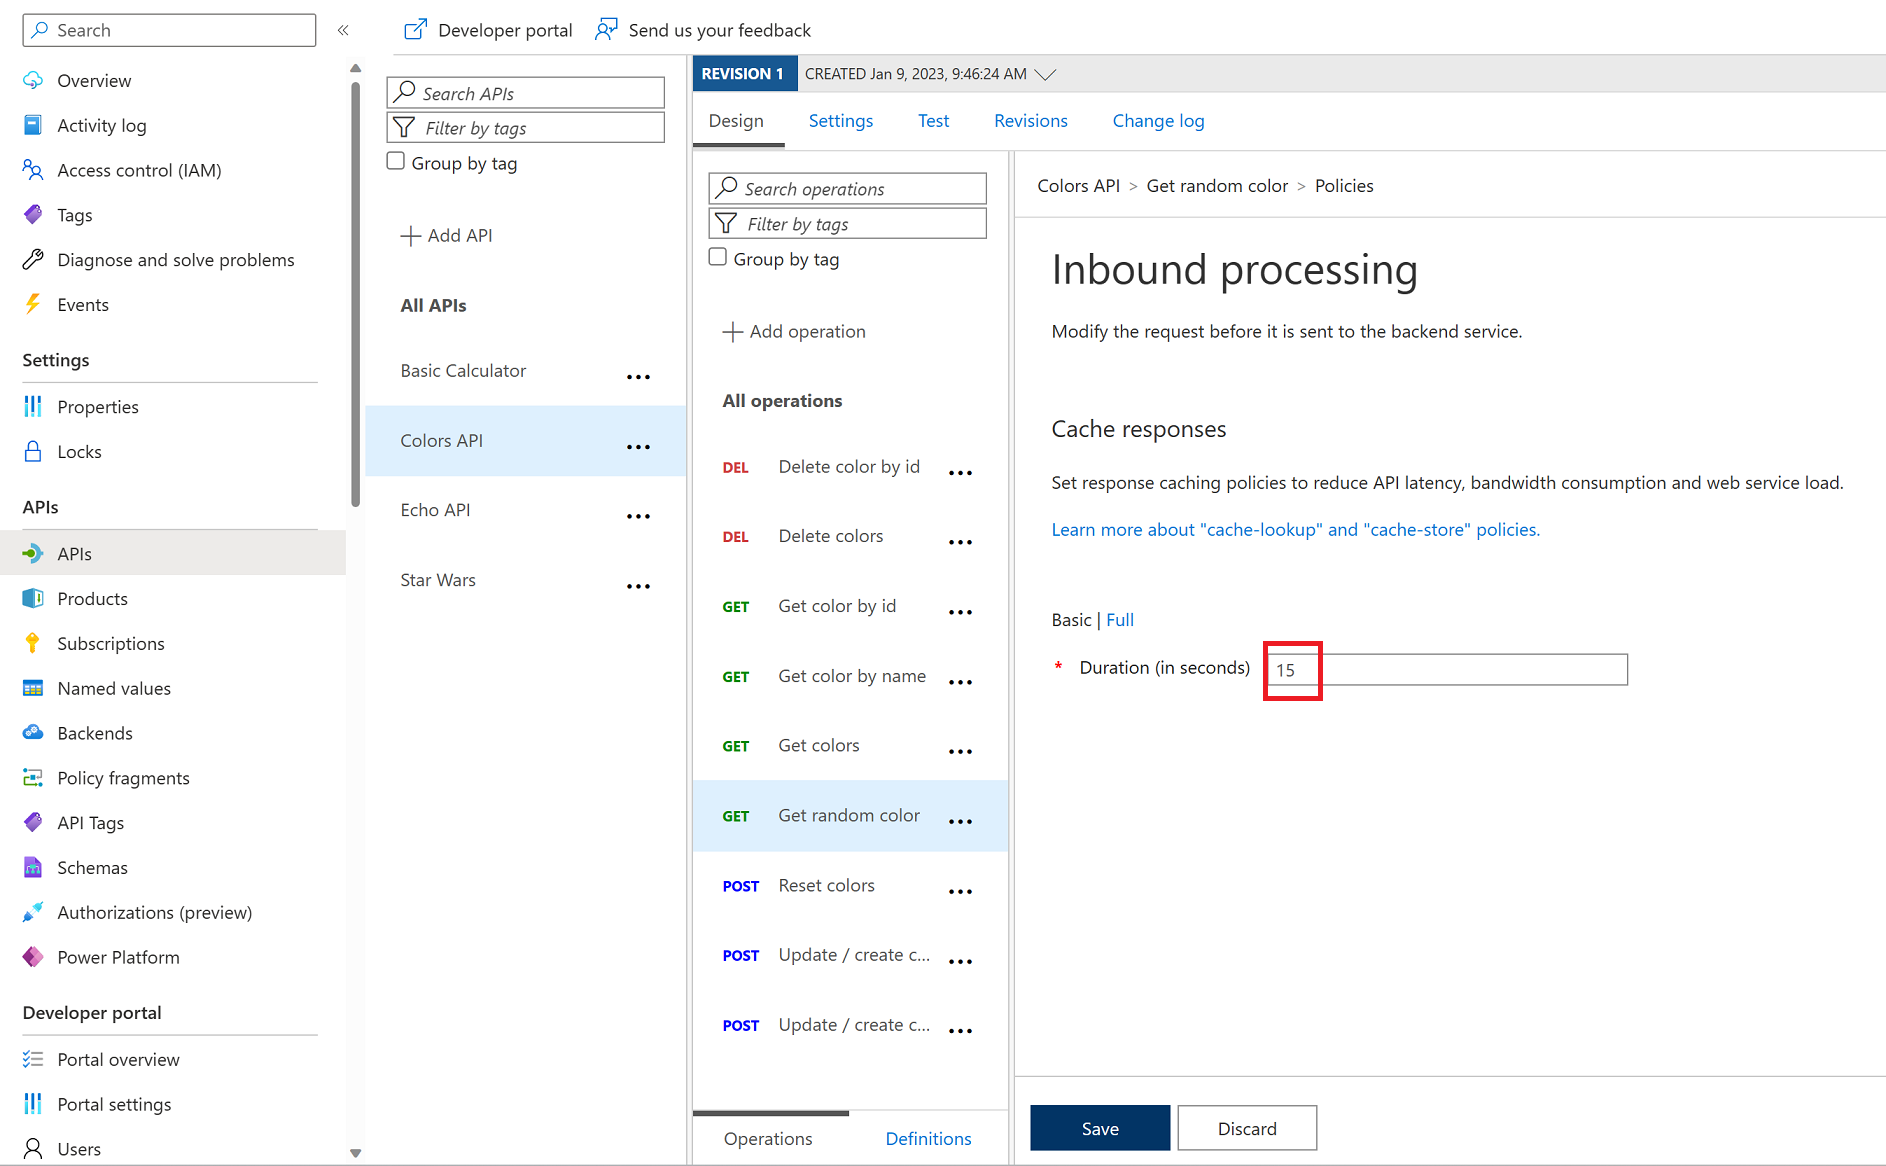 Search
«
Developer portal
Send us your feedback
Overview
Activity log
Access control (IAM)
Tags
Diagnose and solve problems
Events
Settings
Properties
Locks
APIs
APIs
Products
Subscriptions
Named values
Backends
Policy fragments
API Tags
Schemas
Authorizations (preview)
Power Platform
Developer portal
Portal overview
Portal settings
Users
Search APIs
Filter by tags
Group by tag
Add API
All APIs
Basic Calculator ...
Colors API ...
Echo API ...
Star Wars ...
REVISION 1 CREATED Jan 9, 2023, 9:46:24 AM
Design Settings Test Revisions Change log
Search operations
Filter by tags
Group by tag
Add operation
All operations
DEL Delete color by id ...
DEL Delete colors ...
GET Get color by id ...
GET Get color by name ...
GET Get colors ...
GET Get random color ...
POST Reset colors ...
POST Update / create c... ...
POST Update / create c... ...
Operations Definitions
Colors API > Get random color > Policies
Inbound processing
Modify the request before it is sent to the backend service.
Cache responses
Set response caching policies to reduce API latency, bandwidth consumption and web service load.
Learn more about "cache-lookup" and "cache-store" policies.
Basic | Full
* Duration (in seconds) 15
Save Discard